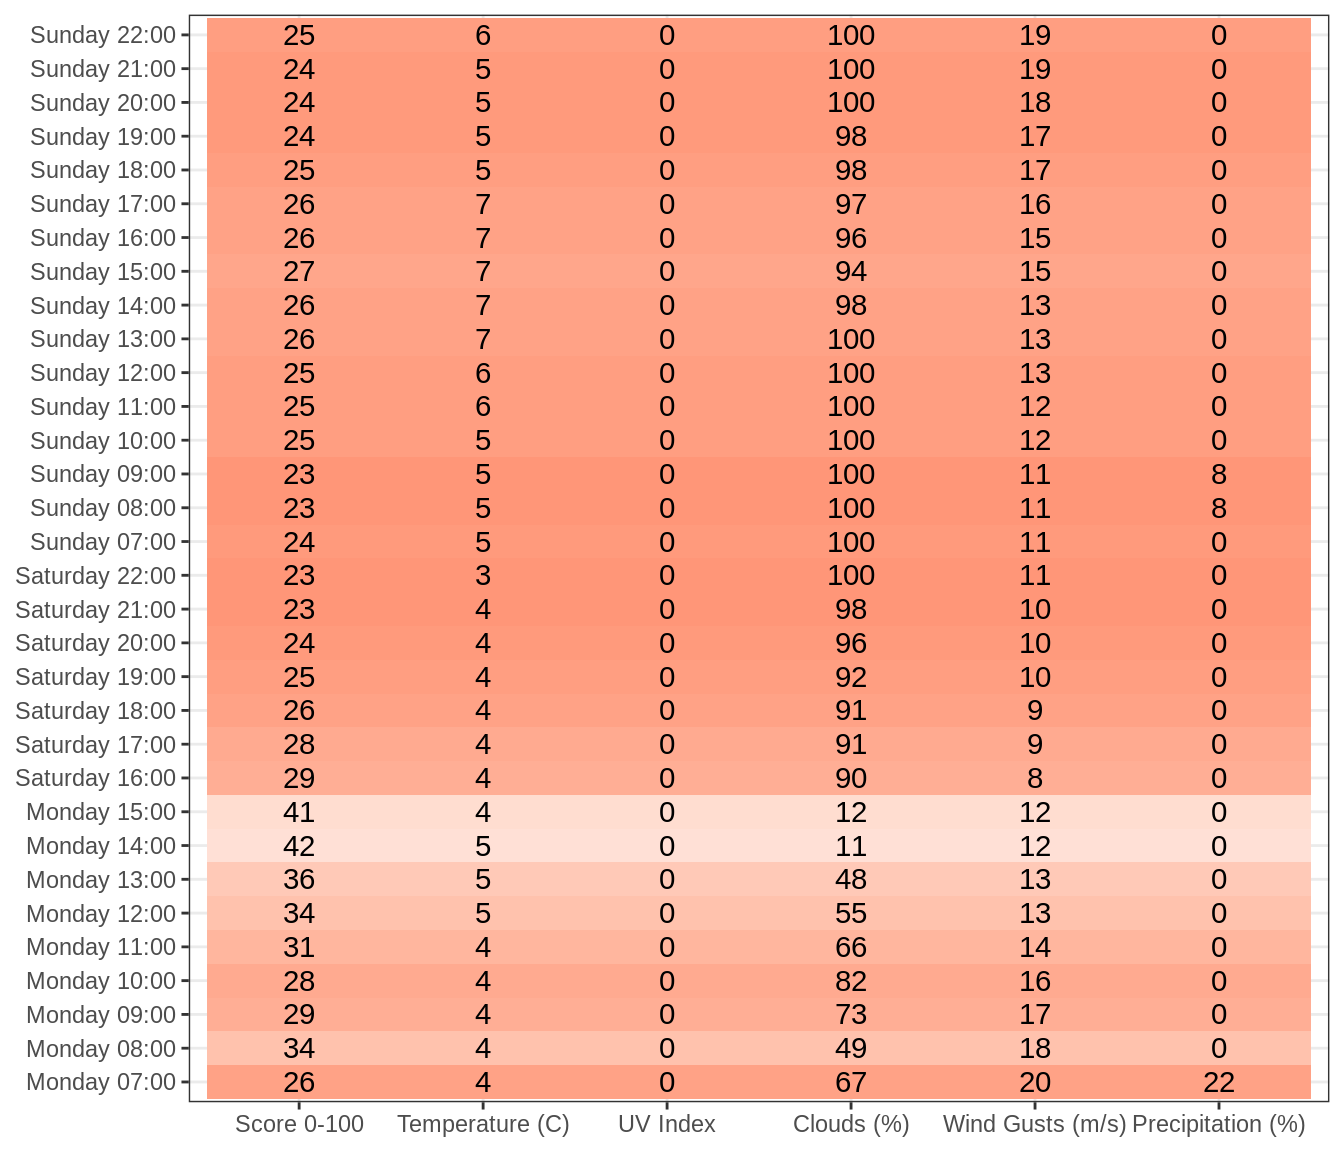 Sunday 22:00 25 6 0 100 19 0
Sunday 21:00 24 5 0 100 19 0
Sunday 20:00 24 5 0 100 18 0
Sunday 19:00 24 5 0 98 17 0
Sunday 18:00 25 5 0 98 17 0
Sunday 17:00 26 7 0 97 16 0
Sunday 16:00 26 7 0 96 15 0
Sunday 15:00 27 7 0 94 15 0
Sunday 14:00 26 7 0 98 13 0
Sunday 13:00 26 7 0 100 13 0
Sunday 12:00 25 6 0 100 13 0
Sunday 11:00 25 6 0 100 12 0
Sunday 10:00 25 5 0 100 12 0
Sunday 09:00 23 5 0 100 11 8
Sunday 08:00 23 5 0 100 11 8
Sunday 07:00 24 5 0 100 11 0
Saturday 22:00 23 3 0 100 11 0
Saturday 21:00 23 4 0 98 10 0
Saturday 20:00 24 4 0 96 10 0
Saturday 19:00 25 4 0 92 10 0
Saturday 18:00 26 4 0 91 9 0
Saturday 17:00 28 4 0 91 9 0
Saturday 16:00 29 4 0 90 8 0
Monday 15:00 41 4 0 12 12 0
Monday 14:00 42 5 0 11 12 0
Monday 13:00 36 5 0 48 13 0
Monday 12:00 34 5 0 55 13 0
Monday 11:00 31 4 0 66 14 0
Monday 10:00 28 4 0 82 16 0
Monday 09:00 29 4 0 73 17 0
Monday 08:00 34 4 0 49 18 0
Monday 07:00 26 4 0 67 20 22
Score 0-100 Temperature (C) UV Index Clouds (%) Wind Gusts (m/s) Precipitation (%)